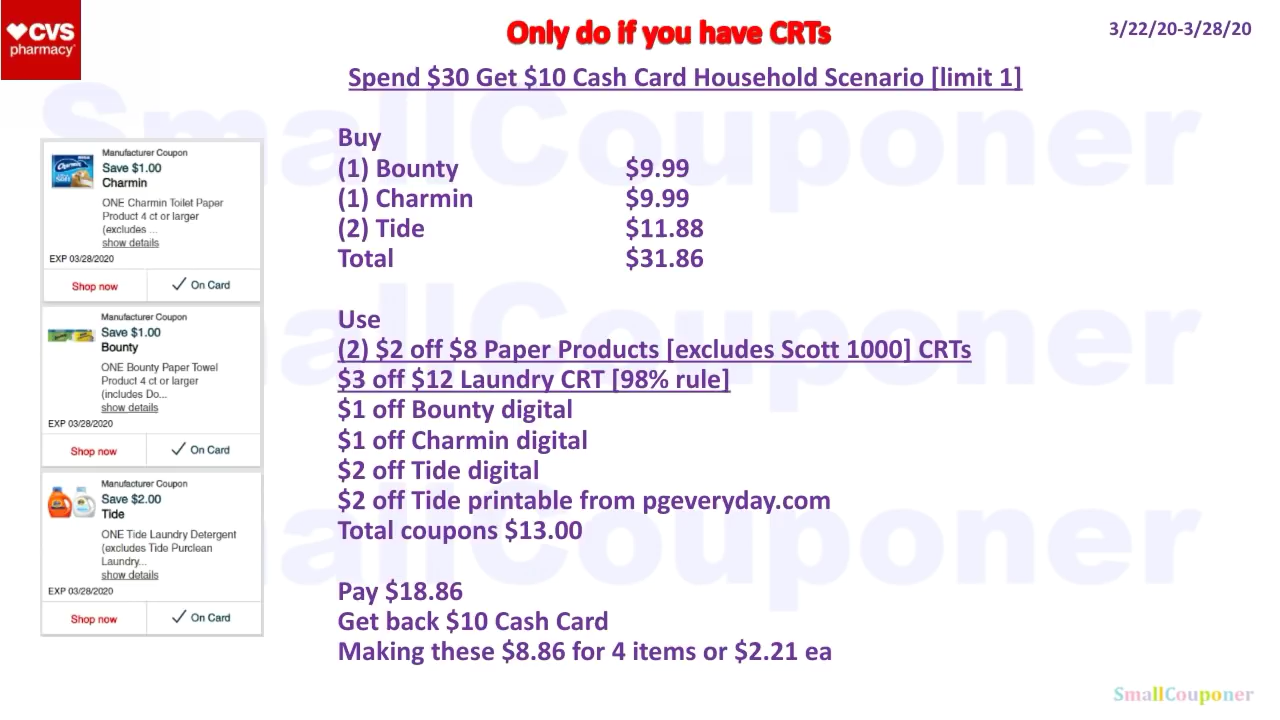 CVS
pharmacy
Only do if you have CRTs
3/22/20-3/28/20
Spend $30 Get $10 Cash Card Household Scenario [limit 1]
Manufacturer Coupon
Save $1.00
Charmin
ONE Charmin Toilet Paper
Product 4 ct or larger
(excludes ...
show details
EXP 03/28/2020
Shop now
On Card
Manufacturer Coupon
Save $1.00
Bounty
ONE Bounty Paper Towel
Product 4 ct or larger
(includes Do...
show details
EXP 03/28/2020
Shop now
On Card
Manufacturer Coupon
Save $2.00
Tide
ONE Tide Laundry Detergent
(excludes Tide Purclean
Laundry...
show details
EXP 03/28/2020
Shop now
On Card
Buy
(1) Bounty $9.99
(1) Charmin $9.99
(2) Tide $11.88
Total $31.86
Use
(2) $2 off $8 Paper Products [excludes Scott 1000] CRTs
$3 off $12 Laundry CRT [98% rule]
$1 off Bounty digital
$1 off Charmin digital
$2 off Tide digital
$2 off Tide printable from pgeveryday.com
Total coupons $13.00
Pay $18.86
Get back $10 Cash Card
Making these $8.86 for 4 items or $2.21 ea
SmallCouponer
SmallCouponer
SmallCouponer
SmallCouponer